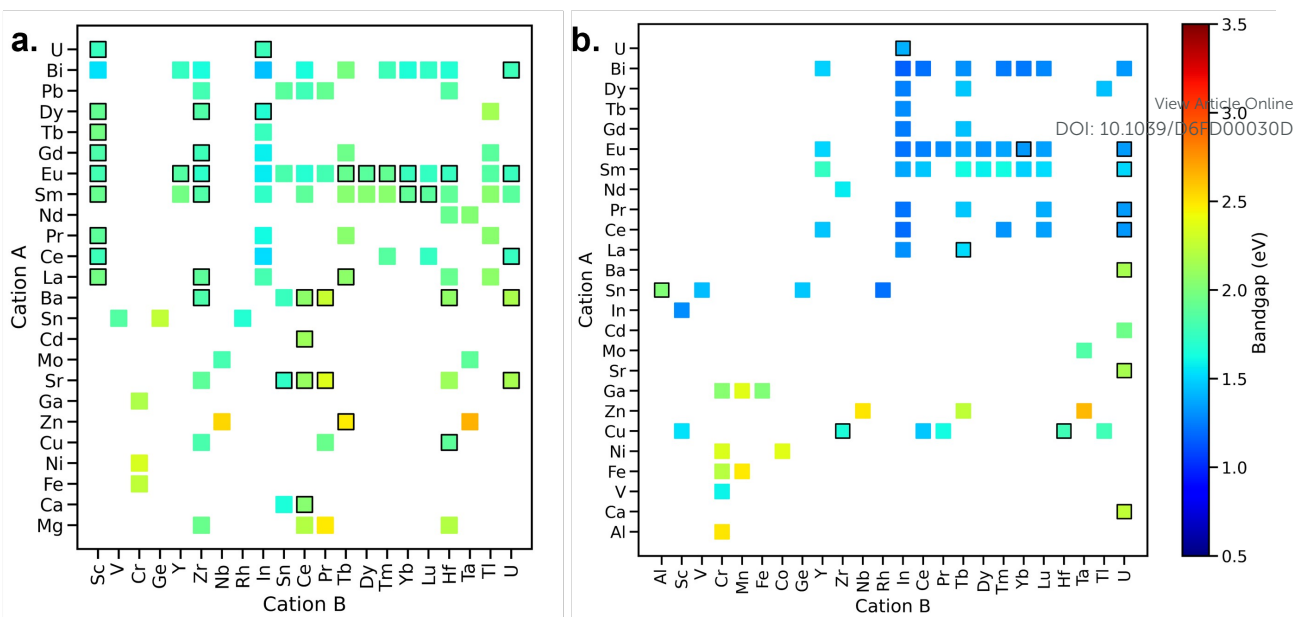 a.
U
Bi
Pb
Dy
Tb
Gd
Eu
Sm
Nd
Pr
Ce
La
Ba
Sn
Cd
Mo
Sr
Ga
Zn
Cu
Ni
Fe
Ca
Mg
Cation A
Sc V Cr Ge Y Zr Nb Rh In Sn Ce Pr Tb Dy Tm Yb Lu Hf Ta Tl U
Cation B
b.
U
Bi
Dy
Tb
Gd
Eu
Sm
Nd
Pr
Ce
La
Ba
Sn
In
Cd
Mo
Sr
Ga
Zn
Cu
Ni
Fe
V
Ca
Al
Cation A
Al Sc V Cr Mn Fe Co Ge Y Zr Nb Rh In Ce Pr Tb Dy Tm Yb Lu Hf Ta Tl U
Cation B
3.5
3.0
2.5
2.0
1.5
1.0
0.5
Bandgap (eV)
View Article Online
DOI: 10.1039/D6FD00030D